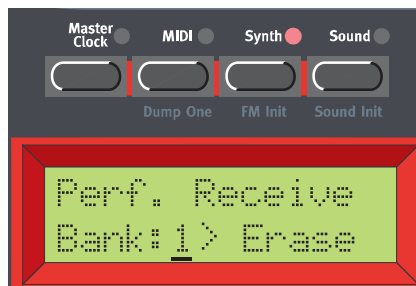 Master Clock MIDI Synth Sound
Dump One FM Init Sound Init
Perf. Receive
Bank:1> Erase